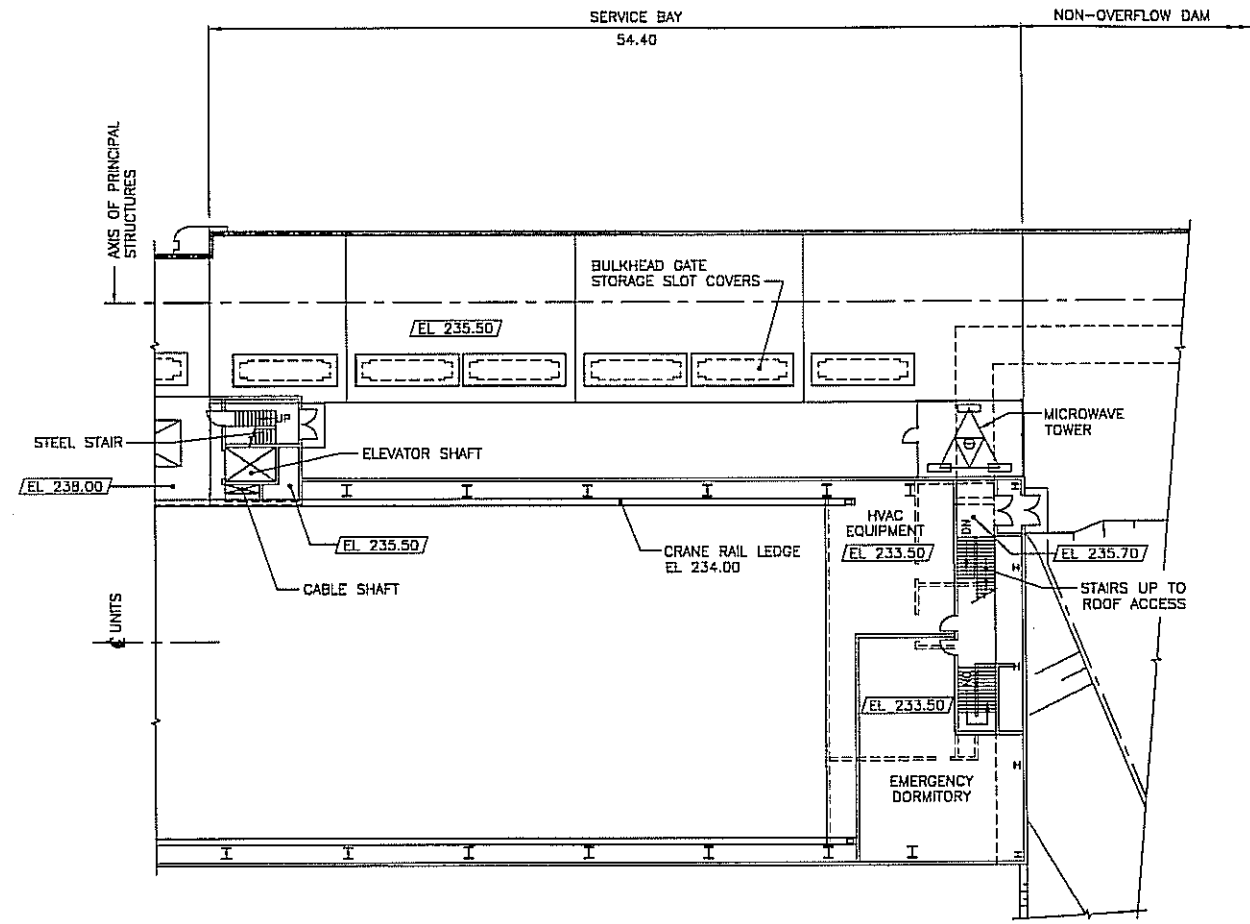 SERVICE BAY
54.40
NON-OVERFLOW DAM
AXIS OF PRINCIPAL
STRUCTURES
BULKHEAD GATE
STORAGE SLOT COVERS
EL 235.50
UP
STEEL STAIR
ELEVATOR SHAFT
MICROWAVE
TOWER
EL 238.00
HVAC
EQUIPMENT
EL 233.50
DN
EL 235.50
CRANE RAIL LEDGE
EL 234.00
EL 235.70
CABLE SHAFT
STAIRS UP TO
ROOF ACCESS
℄ UNITS
DN
EL 233.50
EMERGENCY
DORMITORY